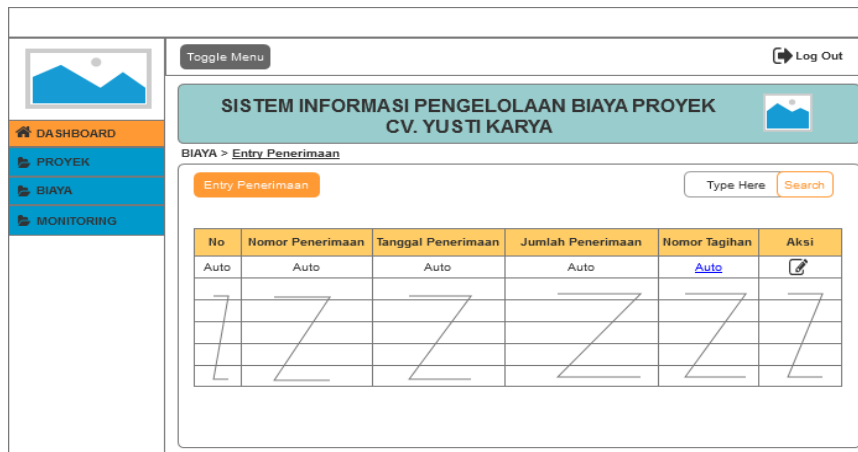 Toggle Menu
Log Out
SISTEM INFORMASI PENGELOLAAN BIAYA PROYEK
CV. YUSTI KARYA
DASHBOARD
PROYEK
BIAYA
MONITORING
BIAYA > Entry Penerimaan
Entry Penerimaan
Type Here Search
No Nomor Penerimaan Tanggal Penerimaan Jumlah Penerimaan Nomor Tagihan Aksi
Auto Auto Auto Auto Auto